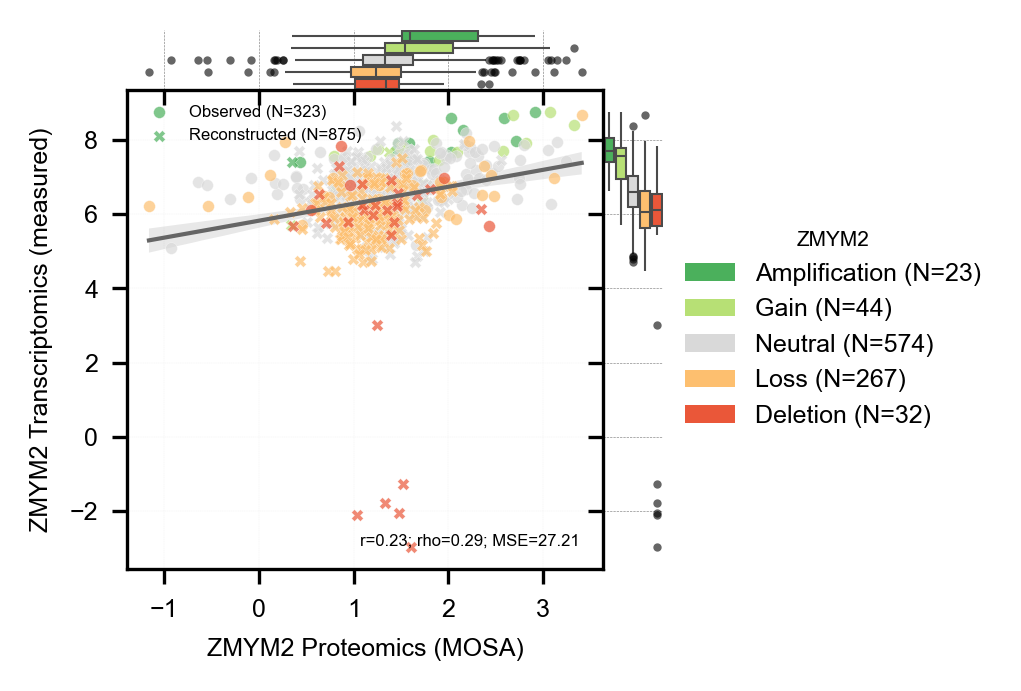 Observed (N=323)
Reconstructed (N=875)
8
6
4
2
0
−2
ZMYM2 Transcriptomics (measured)
r=0.23; rho=0.29; MSE=27.21
−1
0
1
2
3
ZMYM2 Proteomics (MOSA)
ZMYM2
Amplification (N=23)
Gain (N=44)
Neutral (N=574)
Loss (N=267)
Deletion (N=32)